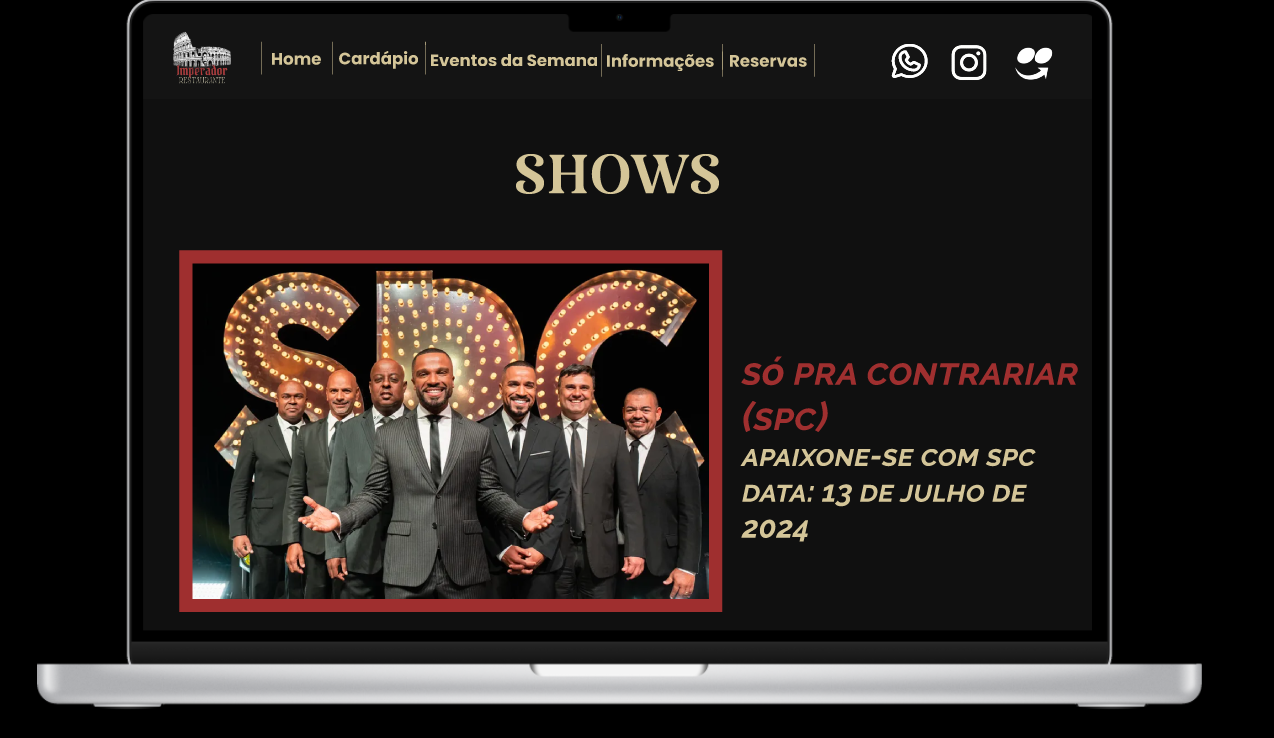 Imperador
RESTAURANTE
Home
Cardápio
Eventos da Semana
Informações
Reservas
SHOWS
SPC
SÓ PRA CONTRARIAR
(SPC)
APAIXONE-SE COM SPC
DATA: 13 DE JULHO DE
2024